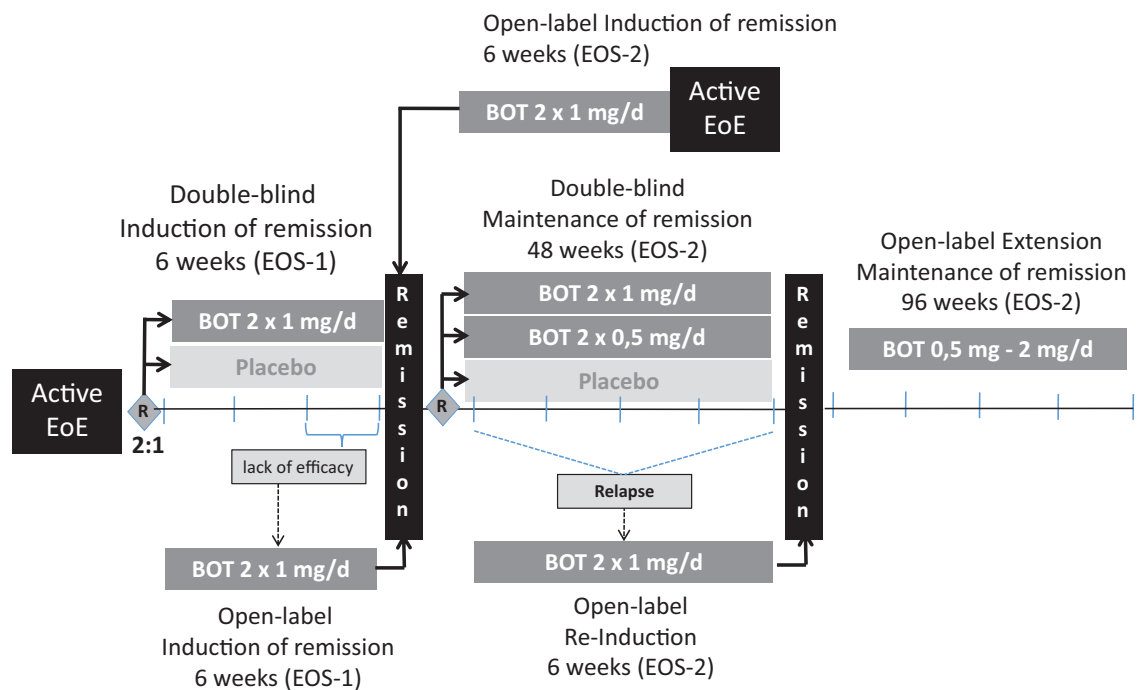 Open-label Induction of remission
6 weeks (EOS-2)
BOT 2 x 1 mg/d
Active
EoE
Double-blind
Induction of remission
6 weeks (EOS-1)
Double-blind
Maintenance of remission
48 weeks (EOS-2)
Open-label Extension
Maintenance of remission
96 weeks (EOS-2)
BOT 2 x 1 mg/d
Placebo
Remission
BOT 2 x 1 mg/d
BOT 2 x 0,5 mg/d
Placebo
Remission
BOT 0,5 mg - 2 mg/d
Active
EoE
R
2:1
R
lack of efficacy
Relapse
BOT 2 x 1 mg/d
BOT 2 x 1 mg/d
Open-label
Induction of remission
6 weeks (EOS-1)
Open-label
Re-Induction
6 weeks (EOS-2)